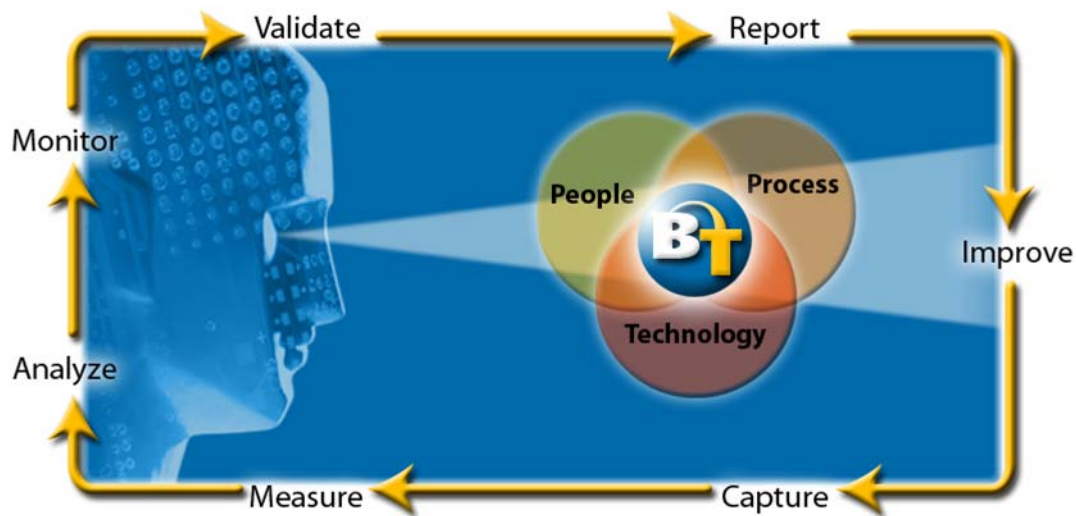 Validate
Report
Monitor
People
Process
BT
Improve
Technology
Analyze
Measure
Capture